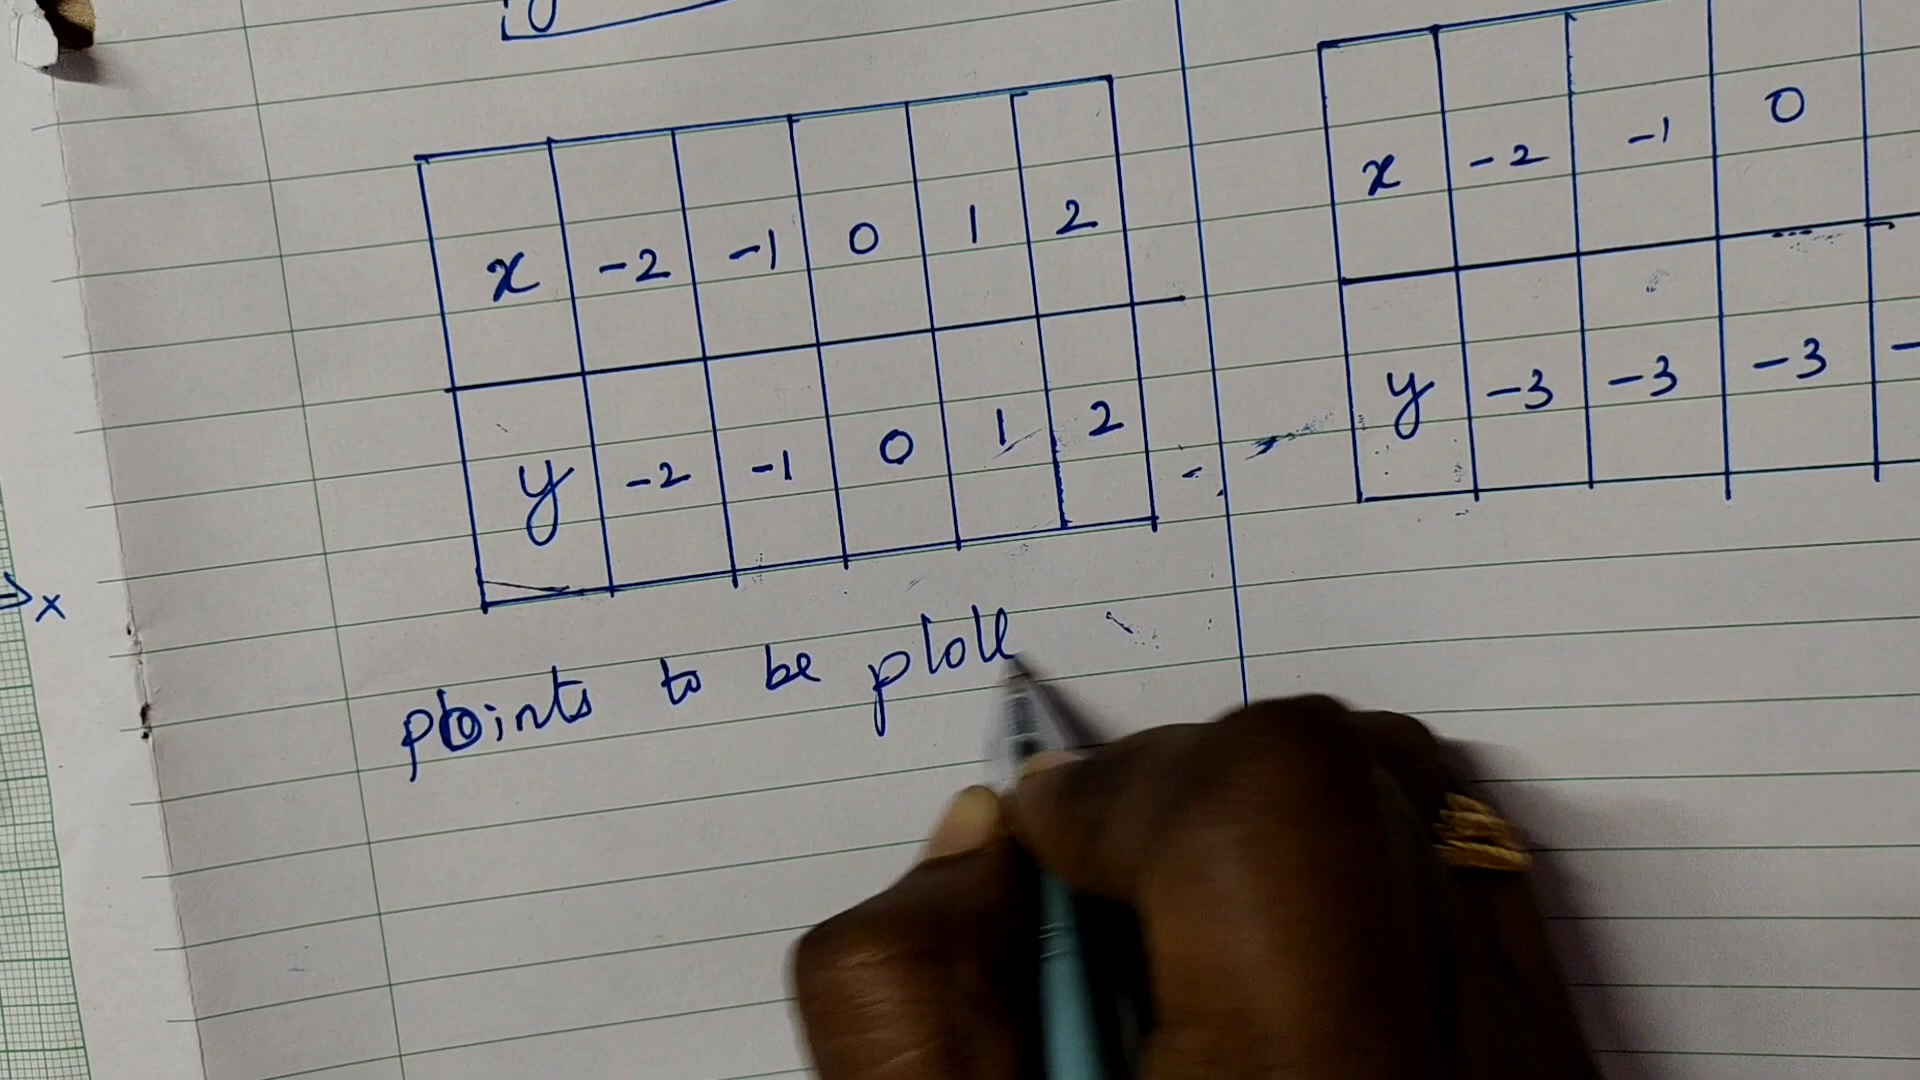 x -2 -1 0 1 2
y -2 -1 0 1 2
points to be plott
x -2 -1 0
y -3 -3 -3 -
x